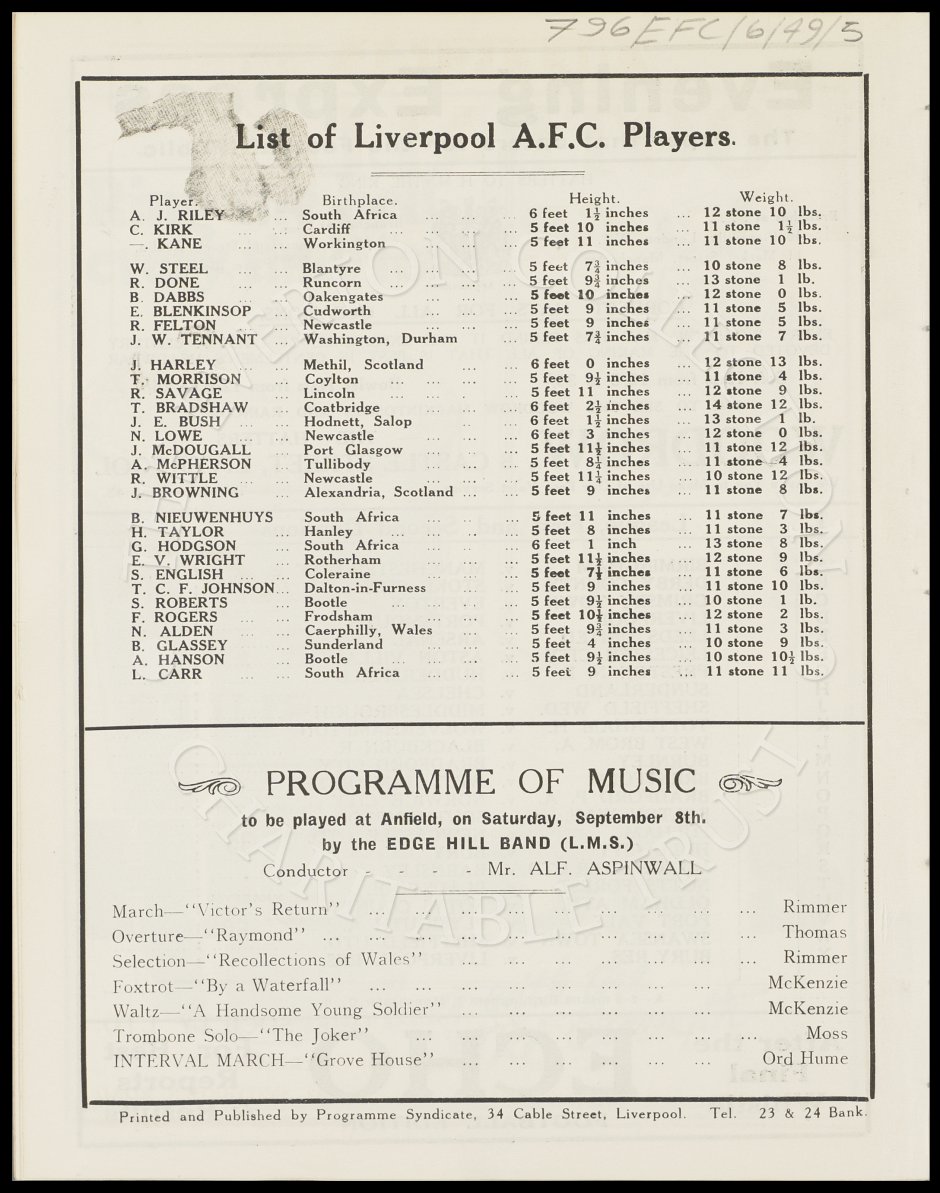 796EFC/6/49/5
List of Liverpool A.F.C. Players.
Player. Birthplace. Height. Weight.
A. J. RILEY ... South Africa ... ... ... 6 feet 1½ inches ... 12 stone 10 lbs.
C. KIRK ... ... Cardiff ... ... ... ... 5 feet 10 inches ... 11 stone 1½ lbs.
—. KANE ... ... Workington ... ... ... 5 feet 11 inches ... 11 stone 10 lbs.
W. STEEL ... ... Blantyre ... ... ... ... 5 feet 7¾ inches ... 10 stone 8 lbs.
R. DONE ... ... Runcorn ... ... ... ... 5 feet 9¾ inches ... 13 stone 1 lb.
B. DABBS ... ... Oakengates ... ... ... 5 feet 10 inches ... 12 stone 0 lbs.
E. BLENKINSOP ... Cudworth ... ... ... ... 5 feet 9 inches ... 11 stone 5 lbs.
R. FELTON ... ... Newcastle ... ... ... 5 feet 9 inches ... 11 stone 5 lbs.
J. W. TENNANT ... Washington, Durham ... 5 feet 7¾ inches ... 11 stone 7 lbs.
J. HARLEY ... Methil, Scotland ... ... 6 feet 0 inches ... 12 stone 13 lbs.
T. MORRISON ... Coylton ... ... ... ... 5 feet 9½ inches ... 11 stone 4 lbs.
R. SAVAGE ... Lincoln ... ... ... ... 5 feet 11 inches ... 12 stone 9 lbs.
T. BRADSHAW ... Coatbridge ... ... ... 6 feet 2½ inches ... 14 stone 12 lbs.
J. E. BUSH ... Hodnett, Salop ... ... 6 feet 1½ inches ... 13 stone 1 lb.
N. LOWE ... ... Newcastle ... ... ... 6 feet 3 inches ... 12 stone 0 lbs.
J. McDOUGALL ... Port Glasgow ... ... 5 feet 11½ inches ... 11 stone 12 lbs.
A. McPHERSON ... Tullibody ... ... ... 5 feet 8¼ inches ... 11 stone 4 lbs.
R. WITTLE ... Newcastle ... ... ... 5 feet 11¼ inches ... 10 stone 12 lbs.
J. BROWNING ... Alexandria, Scotland ... ... 5 feet 9 inches ... 11 stone 8 lbs.
B. NIEUWENHUYS South Africa ... ... ... 5 feet 11 inches ... 11 stone 7 lbs.
H. TAYLOR ... Hanley ... ... ... ... 5 feet 8 inches ... 11 stone 3 lbs.
G. HODGSON ... South Africa ... ... ... 6 feet 1 inch ... 13 stone 8 lbs.
E. V. WRIGHT ... Rotherham ... ... ... 5 feet 11½ inches ... 12 stone 9 lbs.
S. ENGLISH ... Coleraine ... ... ... 5 feet 7½ inches ... 11 stone 6 lbs.
T. C. F. JOHNSON... Dalton-in-Furness ... ... 5 feet 9 inches ... 11 stone 10 lbs.
S. ROBERTS ... Bootle ... ... ... ... 5 feet 9½ inches ... 10 stone 1 lb.
F. ROGERS ... Frodsham ... ... ... 5 feet 10½ inches ... 12 stone 2 lbs.
N. ALDEN ... Caerphilly, Wales ... ... 5 feet 9¾ inches ... 11 stone 3 lbs.
B. GLASSEY ... Sunderland ... ... ... 5 feet 4 inches ... 10 stone 9 lbs.
A. HANSON ... Bootle ... ... ... ... 5 feet 9½ inches ... 10 stone 10½ lbs.
L. CARR ... ... South Africa ... ... ... 5 feet 9 inches ... 11 stone 11 lbs.
PROGRAMME OF MUSIC
to be played at Anfield, on Saturday, September 8th.
by the EDGE HILL BAND (L.M.S.)
Conductor - - - - Mr. ALF. ASPINWALL
March—"Victor's Return" ... ... ... ... ... ... ... ... ... Rimmer
Overture—"Raymond" ... ... ... ... ... ... ... ... ... Thomas
Selection—"Recollections of Wales" ... ... ... ... ... ... ... Rimmer
Foxtrot—"By a Waterfall" ... ... ... ... ... ... ... ... McKenzie
Waltz—"A Handsome Young Soldier" ... ... ... ... ... ... McKenzie
Trombone Solo—"The Joker" ... ... ... ... ... ... ... Moss
INTERVAL MARCH—"Grove House" ... ... ... ... ... ... Ord Hume
Printed and Published by Programme Syndicate, 34 Cable Street, Liverpool. Tel. 23 & 24 Bank.
EVERTON COLLECTION
CHARITABLE TRUST